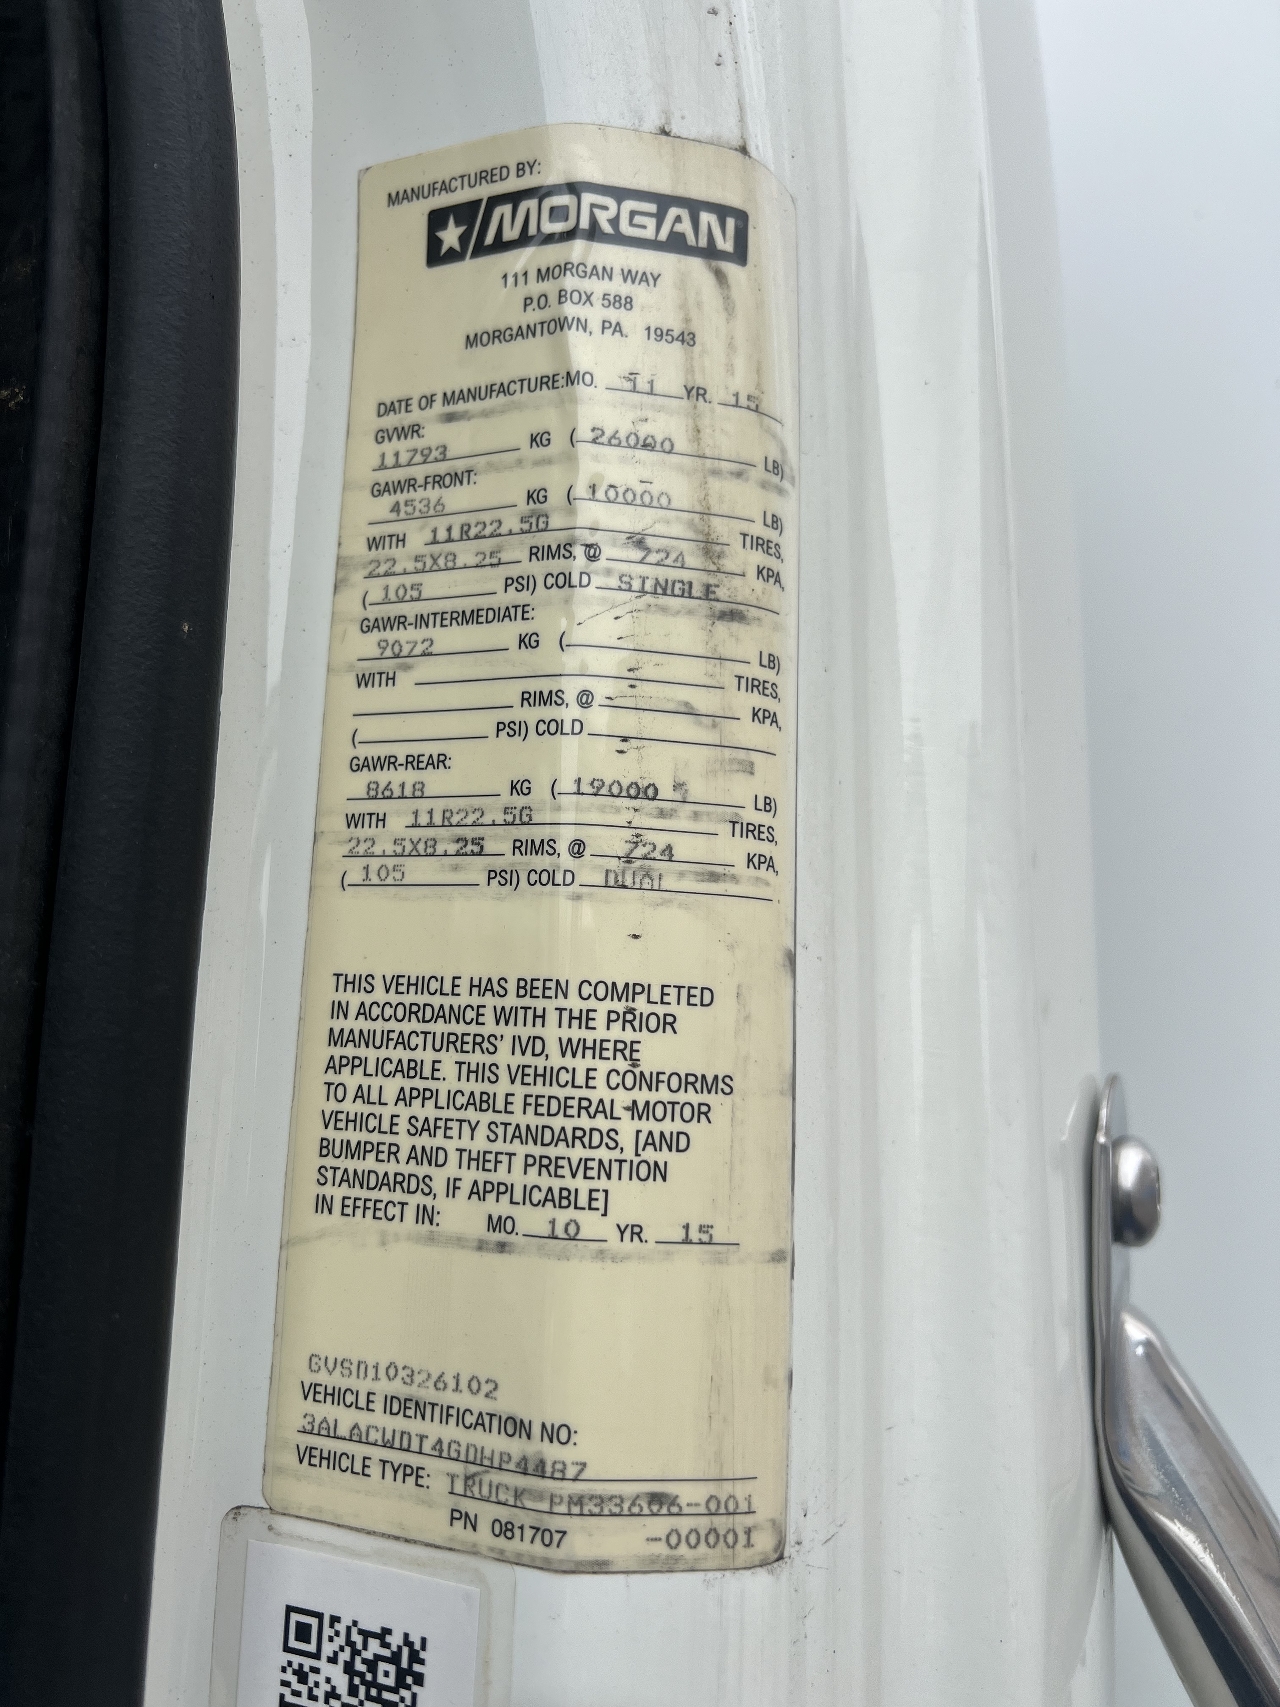 MANUFACTURED BY:
MORGAN
111 MORGAN WAY
P.O. BOX 588
MORGANTOWN, PA. 19543
DATE OF MANUFACTURE:MO. 11 YR. 15
GVWR:
11793 KG (26000 LB)
GAWR-FRONT:
4536 KG (10000 LB)
WITH 11R22.5G TIRES,
22.5X8.25 RIMS, @ 724 KPA,
(105 PSI) COLD SINGLE
GAWR-INTERMEDIATE:
9072 KG ( LB)
WITH TIRES,
RIMS, @ KPA,
( PSI) COLD
GAWR-REAR:
8618 KG (19000 LB)
WITH 11R22.5G TIRES,
22.5X8.25 RIMS, @ 724 KPA,
(105 PSI) COLD DUAL
THIS VEHICLE HAS BEEN COMPLETED
IN ACCORDANCE WITH THE PRIOR
MANUFACTURERS' IVD, WHERE
APPLICABLE. THIS VEHICLE CONFORMS
TO ALL APPLICABLE FEDERAL MOTOR
VEHICLE SAFETY STANDARDS, [AND
BUMPER AND THEFT PREVENTION
STANDARDS, IF APPLICABLE]
IN EFFECT IN: MO. 10 YR. 15
GVSD10326102
VEHICLE IDENTIFICATION NO:
3ALACWDT4GDHP4487
VEHICLE TYPE: TRUCK PM33606-001
PN 081707 -00001